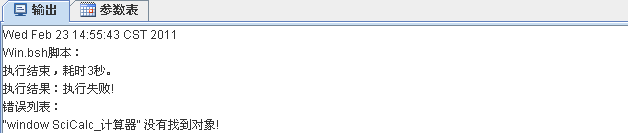 输出 参数表
Wed Feb 23 14:55:43 CST 2011
Win.bsh脚本：
执行结束，耗时3秒。
执行结果：执行失败!
错误列表：
"window SciCalc_计算器" 没有找到对象!